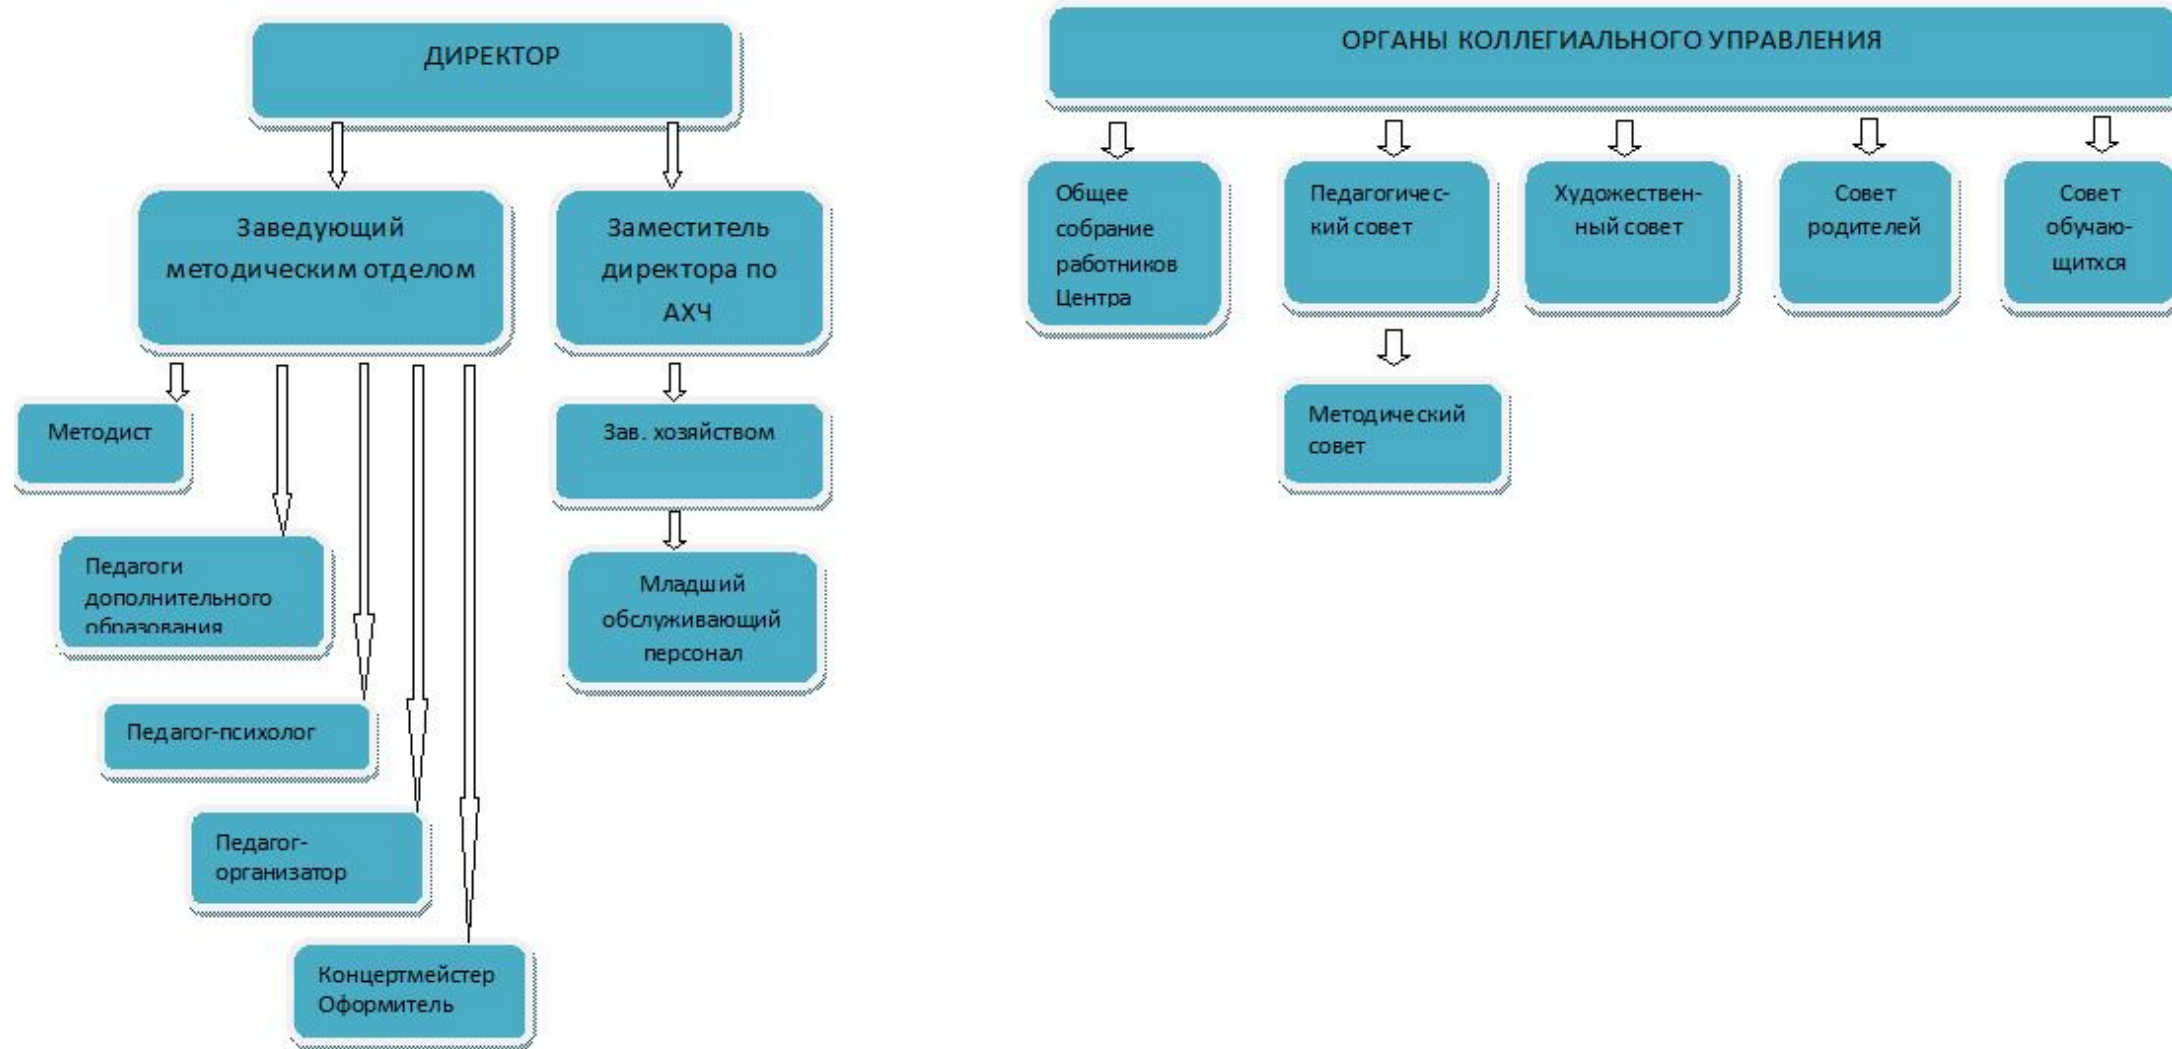 ДИРЕКТОР
Заведующий
методическим отделом
Заместитель
директора по
АХЧ
Методист
Зав. хозяйством
Педагоги
дополнительного
образования
Младший
обслуживающий
персонал
Педагог-психолог
Педагог-
организатор
Концертмейстер
Оформитель
ОРГАНЫ КОЛЛЕГИАЛЬНОГО УПРАВЛЕНИЯ
Общее
собрание
работников
Центра
Педагогичес-
кий совет
Художествен-
ный совет
Совет
родителей
Совет
обучаю-
щитхся
Методический
совет